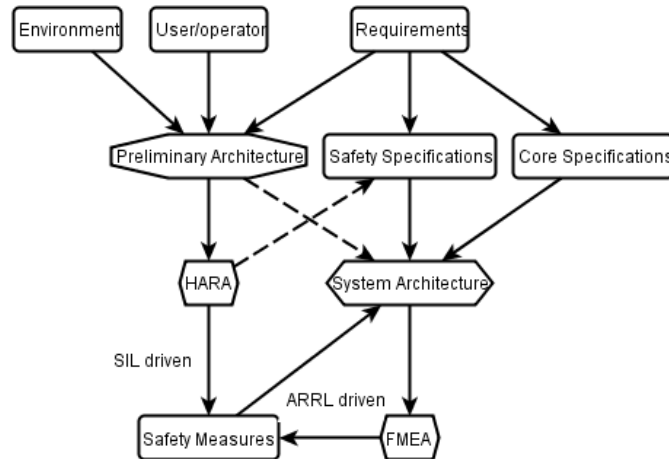 Environment
User/operator
Requirements
Preliminary Architecture
Safety Specifications
Core Specifications
HARA
System Architecture
SIL driven
ARRL driven
Safety Measures
FMEA